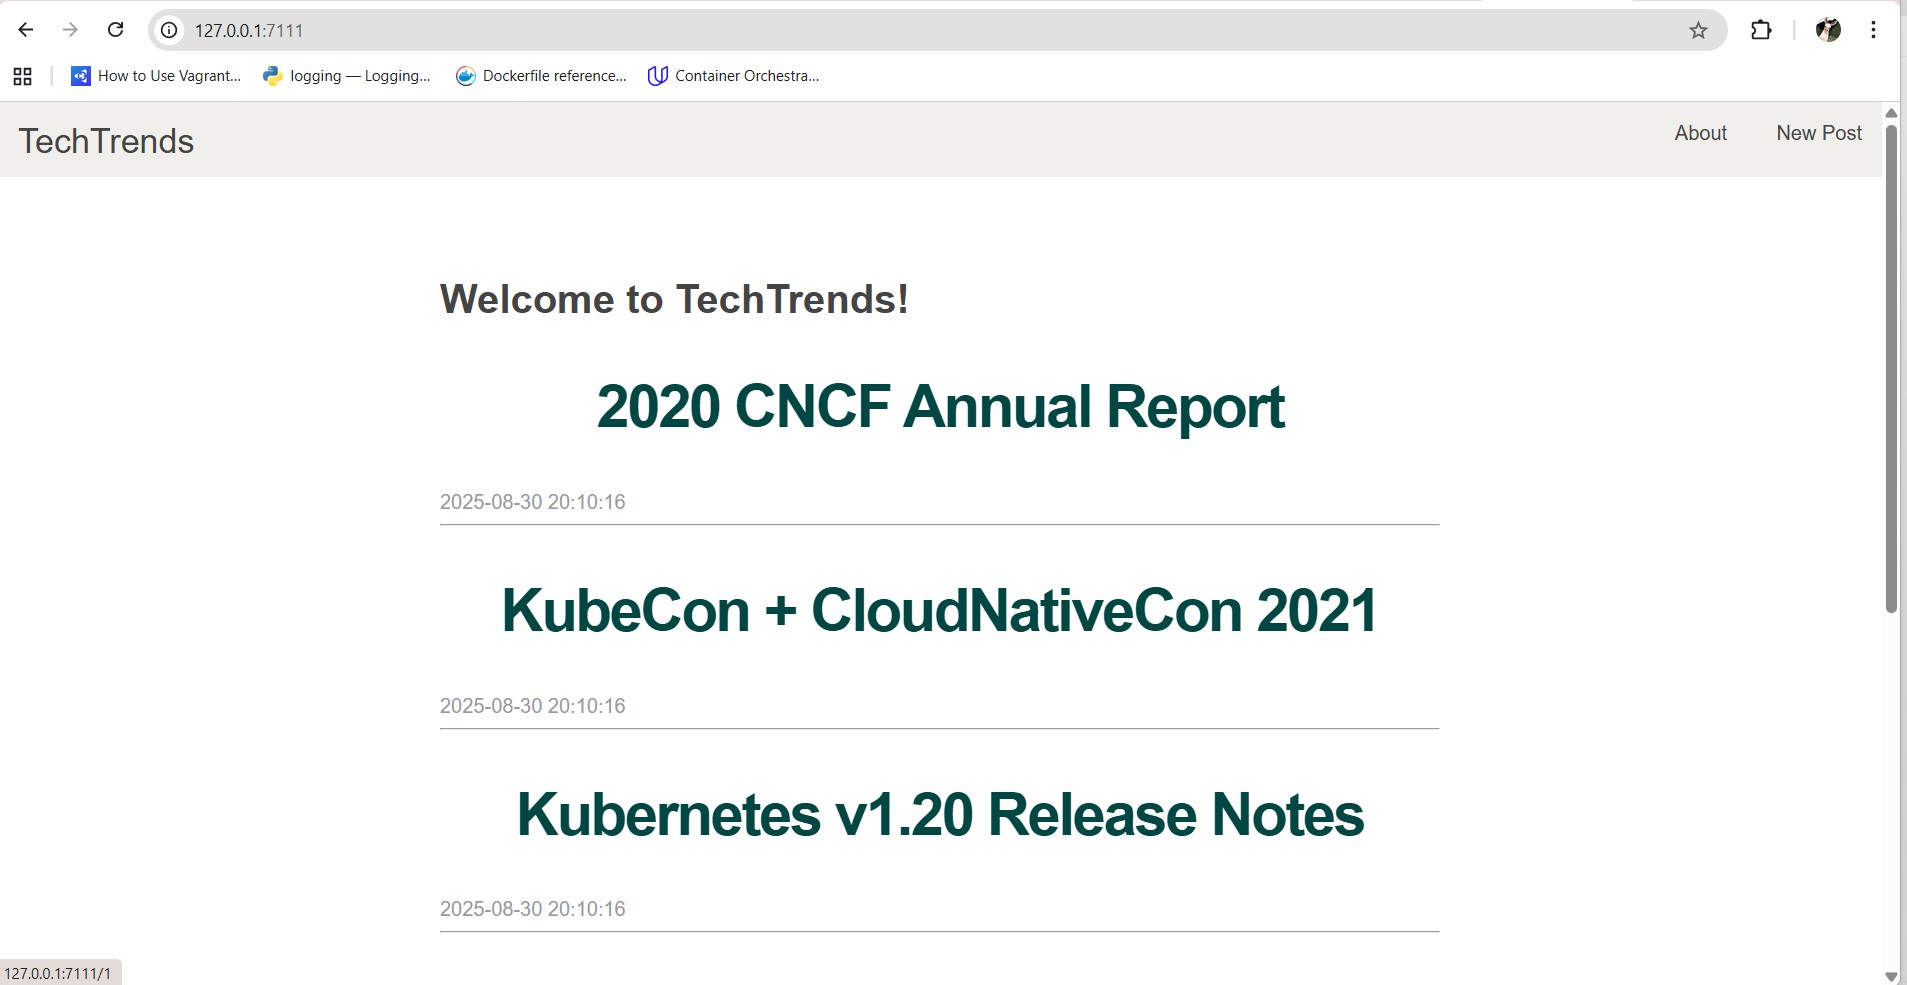 127.0.0.1:7111
How to Use Vagrant...
logging — Logging...
Dockerfile reference...
Container Orchestra...
TechTrends
About
New Post
Welcome to TechTrends!
2020 CNCF Annual Report
2025-08-30 20:10:16
KubeCon + CloudNativeCon 2021
2025-08-30 20:10:16
Kubernetes v1.20 Release Notes
2025-08-30 20:10:16
127.0.0.1:7111/1